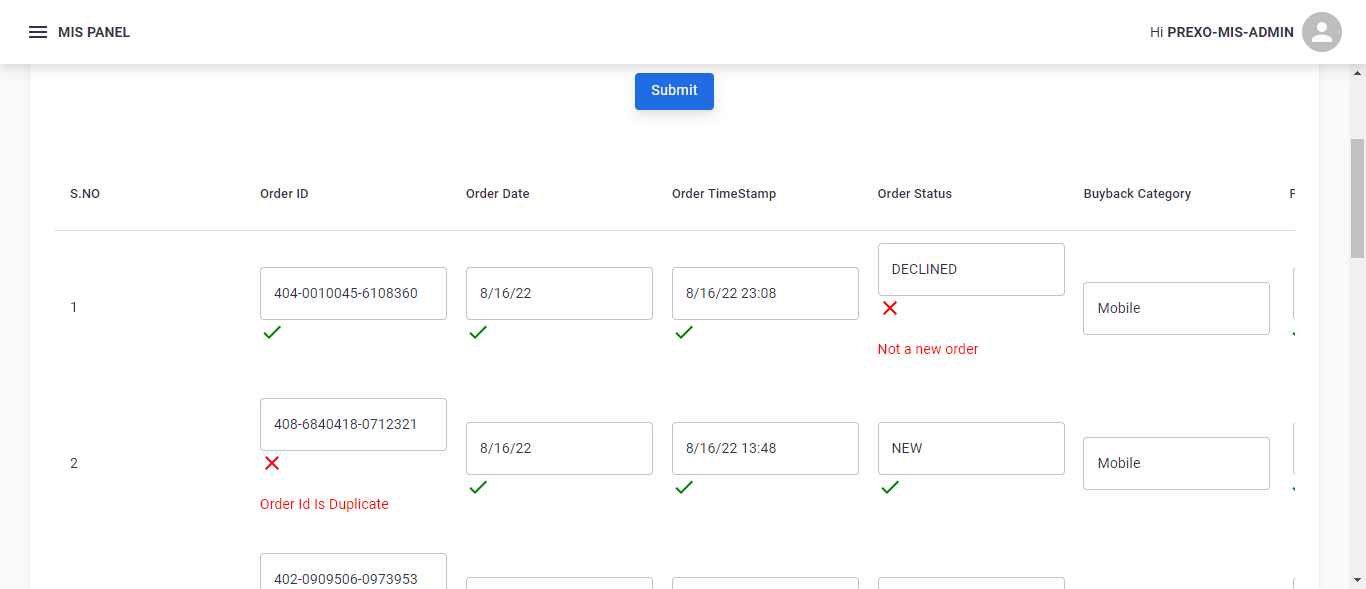 MIS PANEL
Hi PREXO-MIS-ADMIN
Submit
S.NO Order ID Order Date Order TimeStamp Order Status Buyback Category
1 404-0010045-6108360 8/16/22 8/16/22 23:08 DECLINED Mobile
Not a new order
2 408-6840418-0712321 8/16/22 8/16/22 13:48 NEW Mobile
Order Id Is Duplicate
402-0909506-0973953